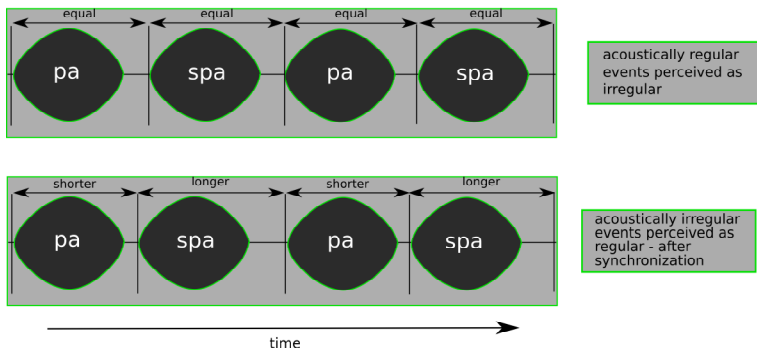 equal equal equal equal
pa spa pa spa
acoustically regular
events perceived as
irregular
shorter longer shorter longer
pa spa pa spa
acoustically irregular
events perceived as
regular - after
synchronization
time